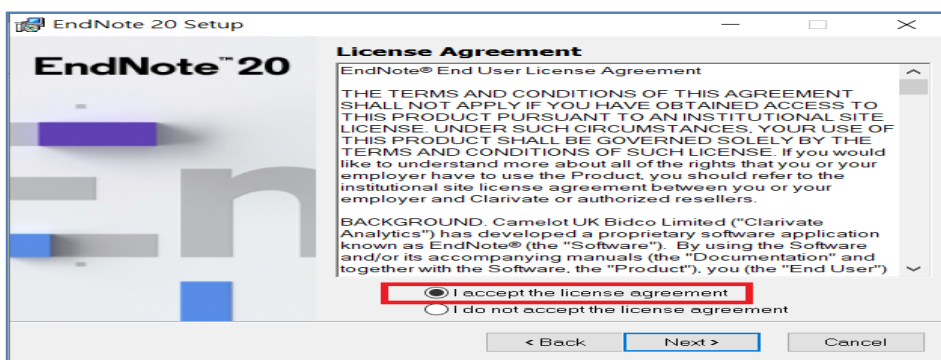 EndNote 20 Setup
EndNote™20
License Agreement
EndNote® End User License Agreement
THE TERMS AND CONDITIONS OF THIS AGREEMENT
SHALL NOT APPLY IF YOU HAVE OBTAINED ACCESS TO
THIS PRODUCT PURSUANT TO AN INSTITUTIONAL SITE
LICENSE. UNDER SUCH CIRCUMSTANCES, YOUR USE OF
THIS PRODUCT SHALL BE GOVERNED SOLELY BY THE
TERMS AND CONDITIONS OF SUCH LICENSE. If you would
like to understand more about all of the rights that you or your
employer have to use the Product, you should refer to the
institutional site license agreement between you or your
employer and Clarivate or authorized resellers.
BACKGROUND. Camelot UK Bidco Limited ("Clarivate
Analytics") has developed a proprietary software application
known as EndNote® (the "Software"). By using the Software
and/or its accompanying manuals (the "Documentation" and
together with the Software, the "Product"), you (the "End User")
I accept the license agreement
I do not accept the license agreement
< Back Next > Cancel